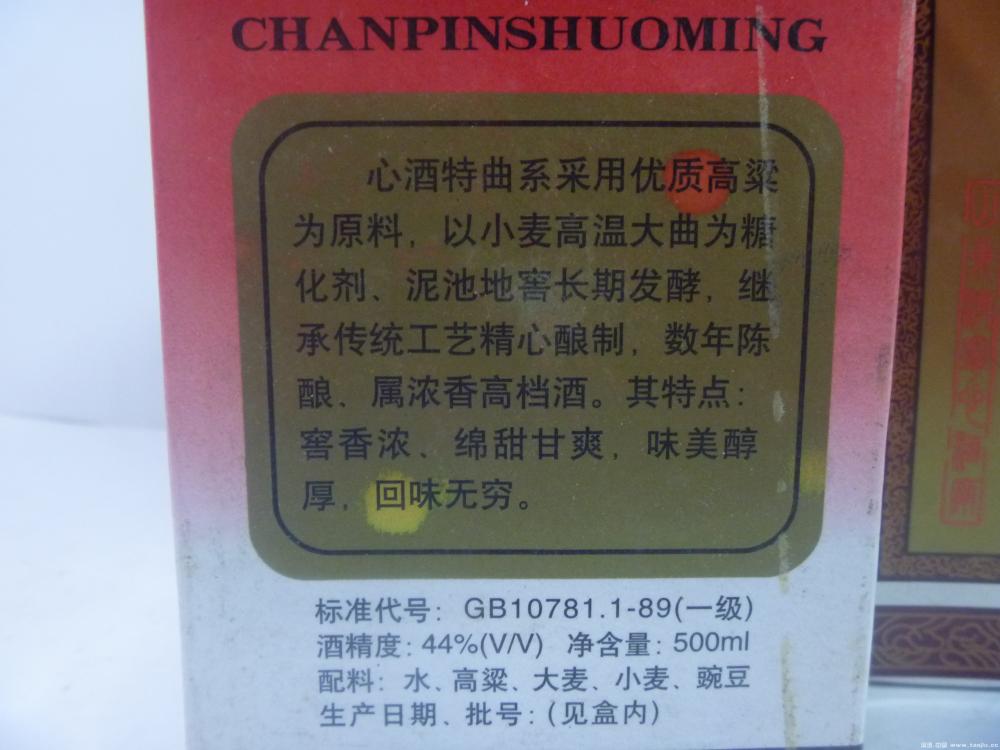 CHANPINSHUOMING
心酒特曲系采用优质高粱
为原料，以小麦高温大曲为糖
化剂、泥池地窖长期发酵，继
承传统工艺精心酿制，数年陈
酿、属浓香高档酒。其特点：
窖香浓、绵甜甘爽，味美醇
厚，回味无穷。
标准代号：GB10781.1-89(一级)
酒精度：44%(V/V) 净含量：500ml
配料：水、高粱、大麦、小麦、豌豆
生产日期、批号：(见盒内)